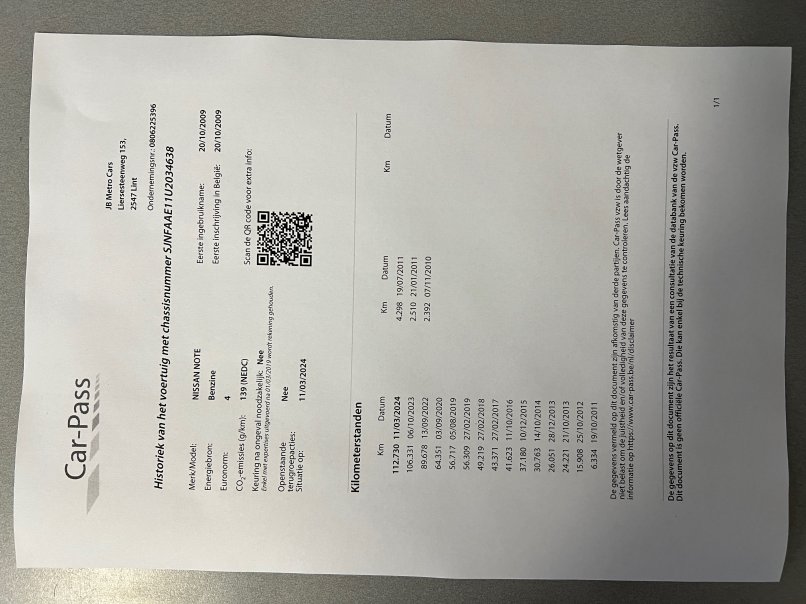 Car-Pass
JB Metro Cars
Liersesteenweg 153,
2547 Lint
Ondernemingsnr.: 0806225396
Historiek van het voertuig met chassisnummer SJNFAAE11U2034638
Merk/Model: NISSAN NOTE
Energiebron: Benzine
Euronorm: 4
CO2-emissies (g/km): 139 (NEDC)
Keuring na ongeval noodzakelijk: Nee
Enkel met expertises uitgevoerd na 01/03/2019 wordt rekening gehouden.
Openstaande
terugroepacties: Nee
Situatie op: 11/03/2024
Eerste ingebruikname: 20/10/2009
Eerste inschrijving in België: 20/10/2009
Scan de QR code voor extra info:
Kilometerstanden
Km Datum
112.730 11/03/2024
106.331 06/10/2023
89.678 13/09/2022
64.351 03/09/2020
56.717 05/08/2019
56.309 27/02/2019
49.219 27/02/2018
43.371 27/02/2017
41.623 11/10/2016
37.180 10/12/2015
30.763 14/10/2014
26.051 28/12/2013
24.221 21/10/2013
15.908 25/10/2012
6.334 19/10/2011
Km Datum
4.298 19/07/2011
2.510 21/01/2011
2.392 07/11/2010
Km Datum
De gegevens vermeld op dit document zijn afkomstig van derde partijen. Car-Pass vzw is door de wetgever
niet belast om de juistheid en/of volledigheid van deze gegevens te controleren. Lees aandachtig de
informatie op https://www.car-pass.be/nl/disclaimer
De gegevens op dit document zijn het resultaat van een consultatie van de databank van de vzw Car-Pass.
Dit document is geen officiële Car-Pass. Die kan enkel bij de technische keuring bekomen worden.
1/1